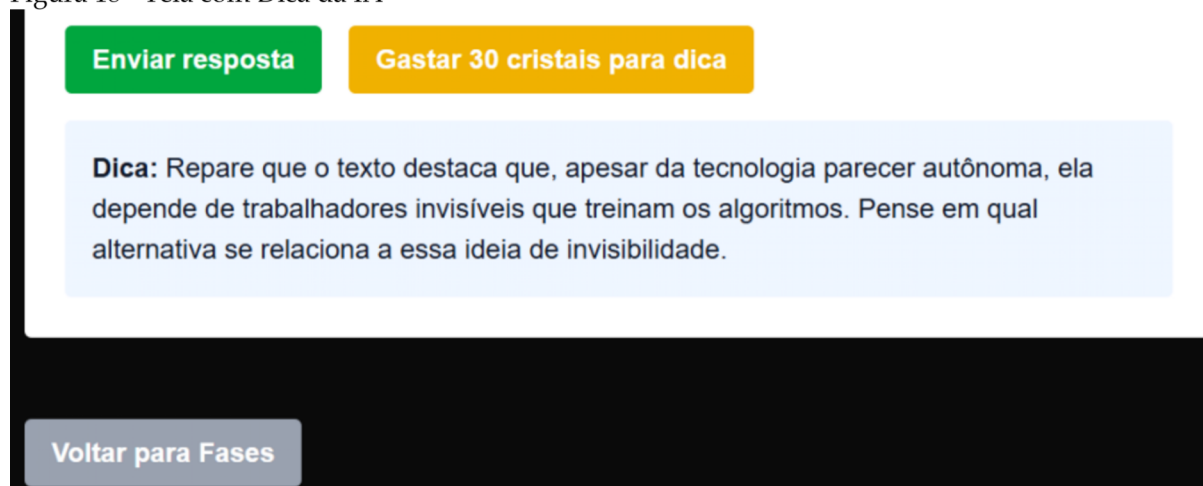 Enviar resposta
Gastar 30 cristais para dica
Dica: Repare que o texto destaca que, apesar da tecnologia parecer autônoma, ela
depende de trabalhadores invisíveis que treinam os algoritmos. Pense em qual
alternativa se relaciona a essa ideia de invisibilidade.
Voltar para Fases